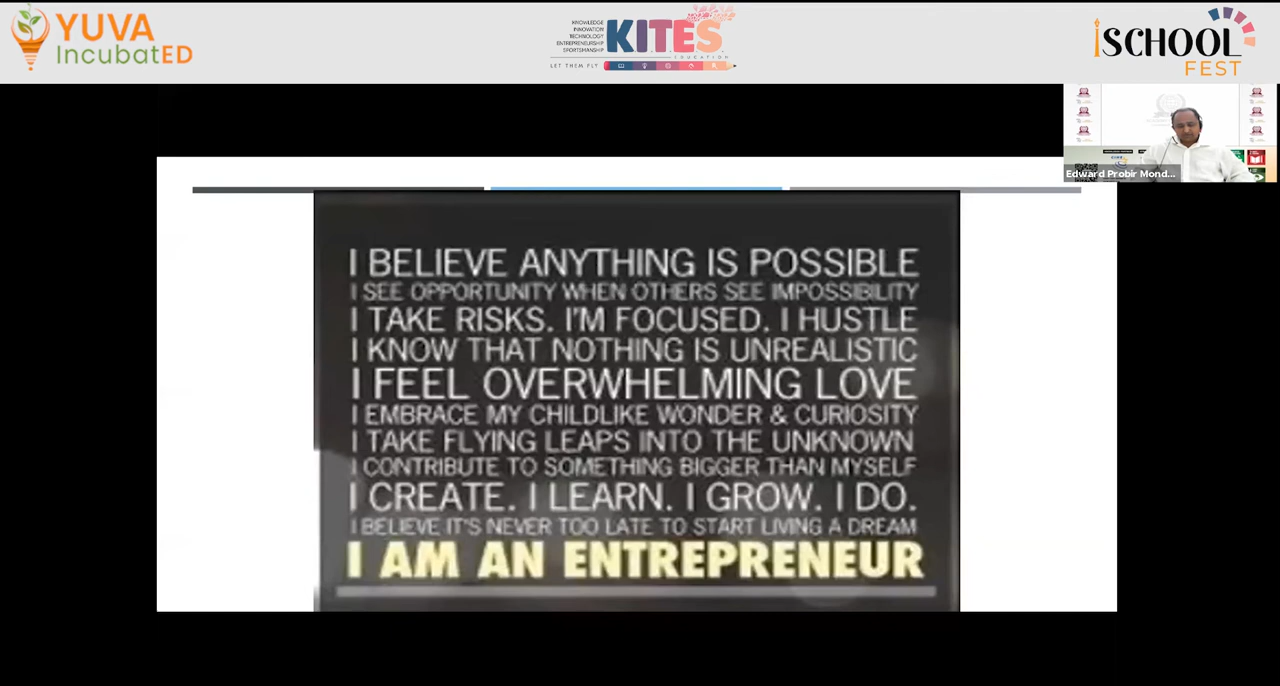 YUVA
IncubatED
KNOWLEDGE
INNOVATION
TECHNOLOGY
ENTREPRENEURSHIP
SPORTSMANSHIP
KITES
EDUCATION
LET THEM FLY
iSCHOOL
FEST
Edward Probir Mond...
I BELIEVE ANYTHING IS POSSIBLE
I SEE OPPORTUNITY WHEN OTHERS SEE IMPOSSIBILITY
I TAKE RISKS. I'M FOCUSED. I HUSTLE
I KNOW THAT NOTHING IS UNREALISTIC
I FEEL OVERWHELMING LOVE
I EMBRACE MY CHILDLIKE WONDER & CURIOSITY
I TAKE FLYING LEAPS INTO THE UNKNOWN
I CONTRIBUTE TO SOMETHING BIGGER THAN MYSELF
I CREATE. I LEARN. I GROW. I DO.
I BELIEVE IT'S NEVER TOO LATE TO START LIVING A DREAM
I AM AN ENTREPRENEUR